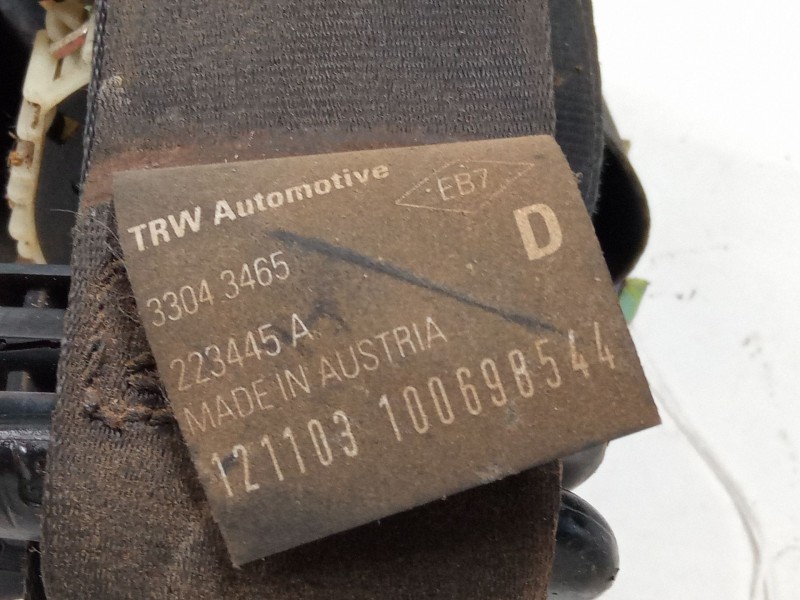 TRW Automotive
EB7
D
3304 3465
223445 A
MADE IN AUSTRIA
121103 100698544